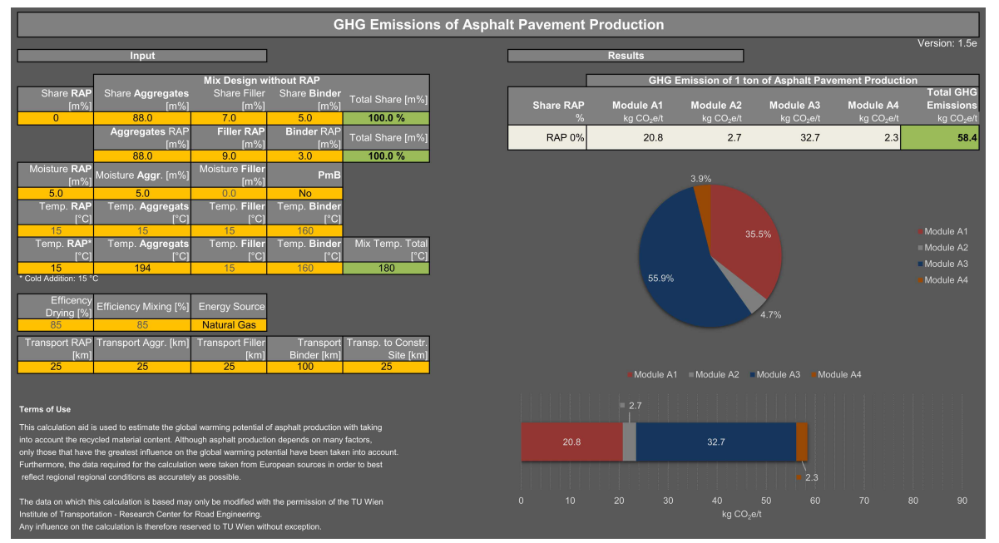 GHG Emissions of Asphalt Pavement Production
Version: 1.5e
Input
Mix Design without RAP
Share RAP [m%] Share Aggregates [m%] Share Filler [m%] Share Binder [m%] Total Share [m%]
0 88.0 7.0 5.0 100.0 %
Aggregates RAP [m%] Filler RAP [m%] Binder RAP [m%] Total Share [m%]
88.0 9.0 3.0 100.0 %
Moisture RAP [m%] Moisture Aggr. [m%] Moisture Filler [m%] PmB
5.0 5.0 0.0 No
Temp. RAP [°C] Temp. Aggregats [°C] Temp. Filler [°C] Temp. Binder [°C]
15 15 15 160
Temp. RAP* [°C] Temp. Aggregats [°C] Temp. Filler [°C] Temp. Binder [°C] Mix Temp. Total [°C]
15 194 15 160 180
* Cold Addition: 15 °C
Efficency Drying [%] Efficiency Mixing [%] Energy Source
85 85 Natural Gas
Transport RAP [km] Transport Aggr. [km] Transport Filler [km] Transport Binder [km] Transp. to Constr. Site [km]
25 25 25 100 25
Terms of Use
This calculation aid is used to estimate the global warming potential of asphalt production with taking
into account the recycled material content. Although asphalt production depends on many factors,
only those that have the greatest influence on the global warming potential have been taken into account.
Furthermore, the data required for the calculation were taken from European sources in order to best
reflect regional regional conditions as accurately as possible.
The data on which this calculation is based may only be modified with the permission of the TU Wien
Institute of Transportation - Research Center for Road Engineering.
Any influence on the calculation is therefore reserved to TU Wien without exception.
Results
GHG Emission of 1 ton of Asphalt Pavement Production
Share RAP % Module A1 kg CO₂e/t Module A2 kg CO₂e/t Module A3 kg CO₂e/t Module A4 kg CO₂e/t Total GHG Emissions kg CO₂e/t
RAP 0% 20.8 2.7 32.7 2.3 58.4
3.9%
35.5%
55.9%
4.7%
Module A1
Module A2
Module A3
Module A4
Module A1 Module A2 Module A3 Module A4
2.7
20.8 32.7
2.3
0 10 20 30 40 50 60 70 80 90
kg CO₂e/t